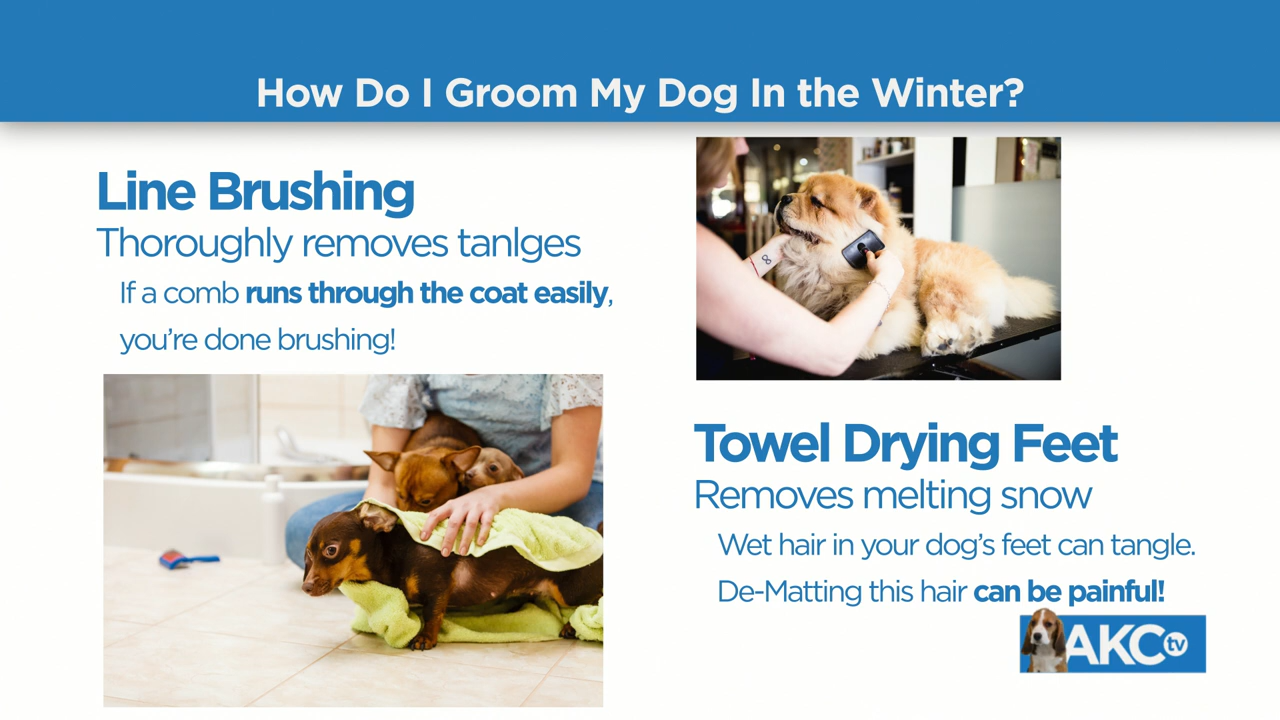 How Do I Groom My Dog In the Winter?
Line Brushing
Thoroughly removes tanlges
If a comb runs through the coat easily,
you're done brushing!
Towel Drying Feet
Removes melting snow
Wet hair in your dog's feet can tangle.
De-Matting this hair can be painful!
AKC tv